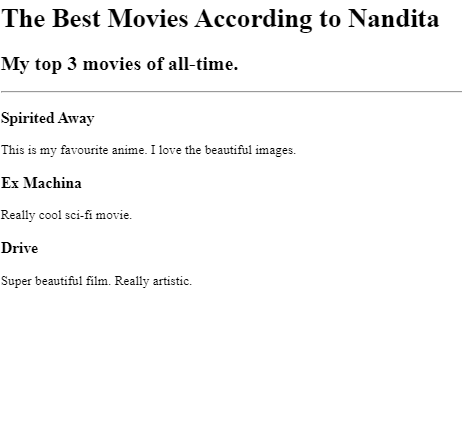 The Best Movies According to Nandita
My top 3 movies of all-time.
Spirited Away
This is my favourite anime. I love the beautiful images.
Ex Machina
Really cool sci-fi movie.
Drive
Super beautiful film. Really artistic.